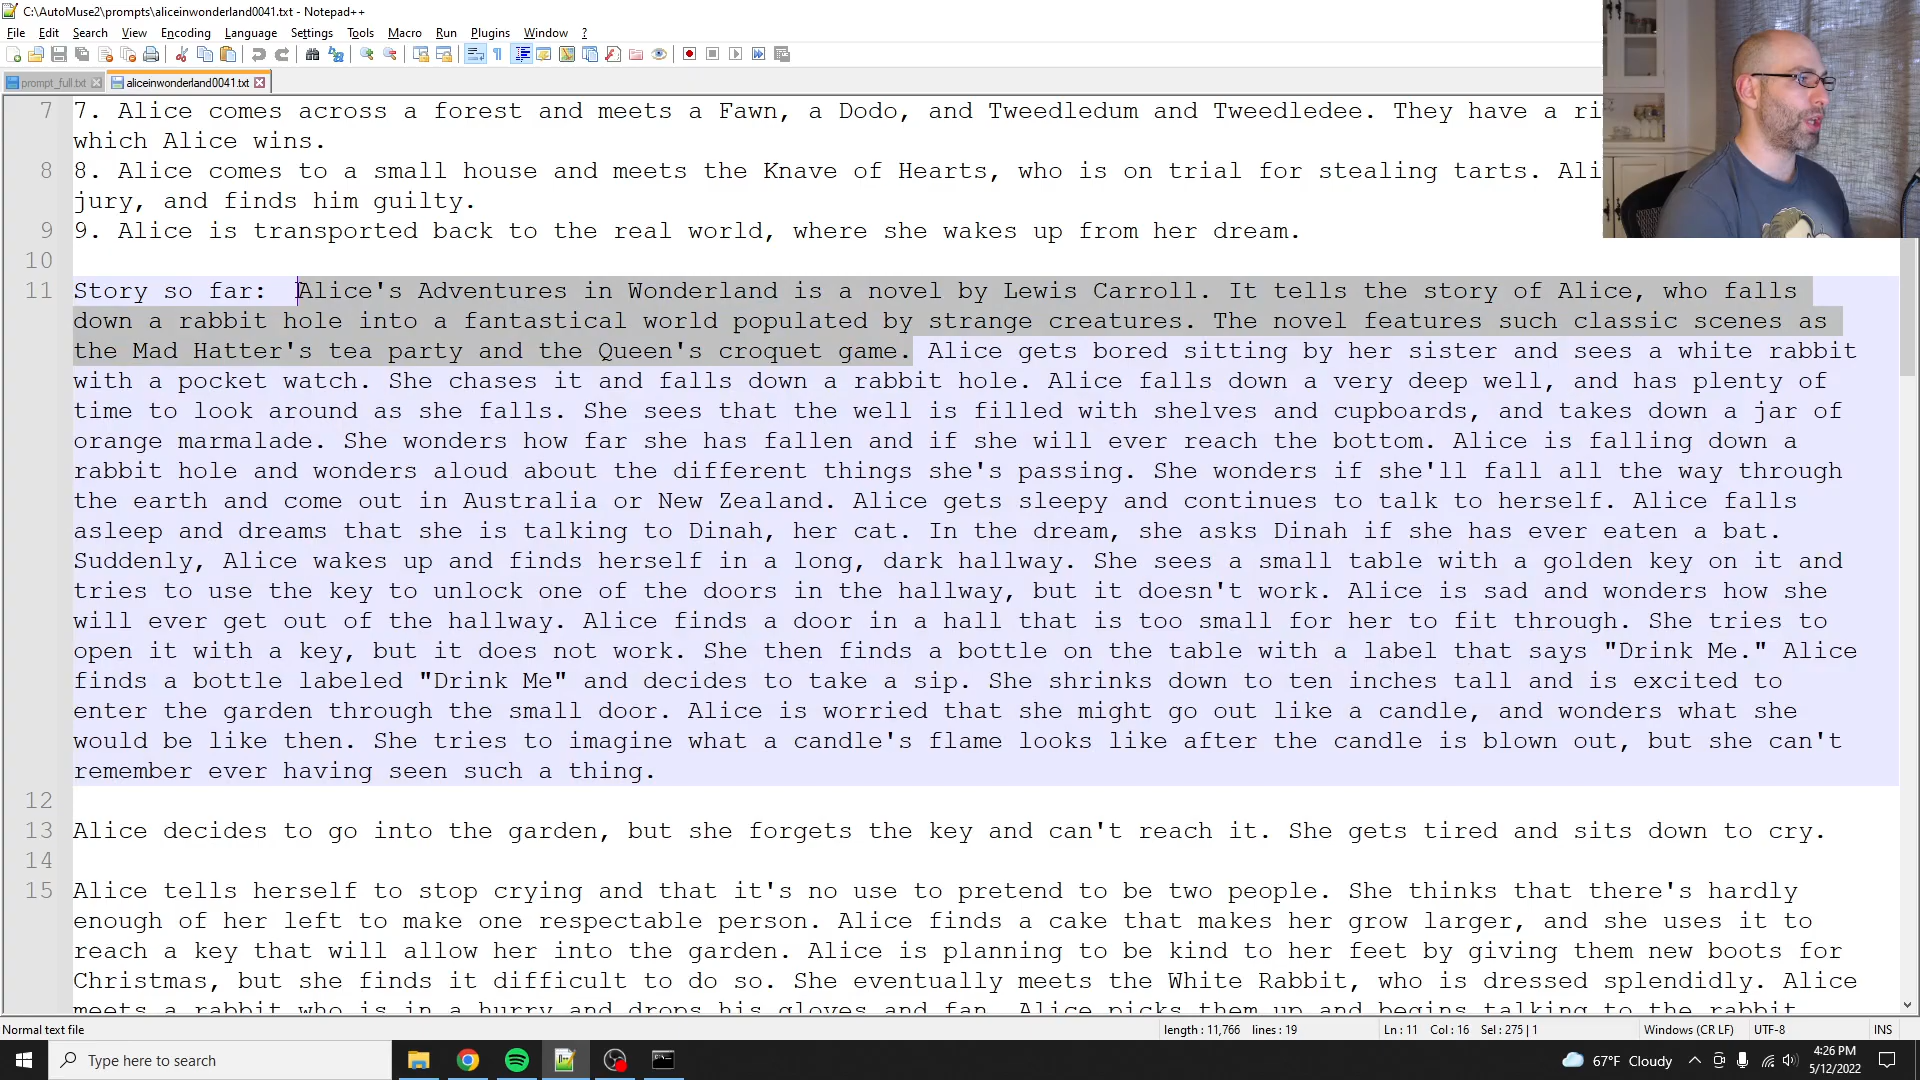 C:\AutoMuse2\prompts\aliceinwonderland0041.txt - Notepad++
File Edit Search View Encoding Language Settings Tools Macro Run Plugins Window ?
prompt_full.txt aliceinwonderland0041.txt
7 7. Alice comes across a forest and meets a Fawn, a Dodo, and Tweedledum and Tweedledee. They have a
which Alice wins.
8 8. Alice comes to a small house and meets the Knave of Hearts, who is on trial for stealing tarts.
jury, and finds him guilty.
9 9. Alice is transported back to the real world, where she wakes up from her dream.
10
11 Story so far: Alice's Adventures in Wonderland is a novel by Lewis Carroll. It tells the story of Alice, who falls
down a rabbit hole into a fantastical world populated by strange creatures. The novel features such classic scenes as
the Mad Hatter's tea party and the Queen's croquet game. Alice gets bored sitting by her sister and sees a white rabbit
with a pocket watch. She chases it and falls down a rabbit hole. Alice falls down a very deep well, and has plenty of
time to look around as she falls. She sees that the well is filled with shelves and cupboards, and takes down a jar of
orange marmalade. She wonders how far she has fallen and if she will ever reach the bottom. Alice is falling down a
rabbit hole and wonders aloud about the different things she's passing. She wonders if she'll fall all the way through
the earth and come out in Australia or New Zealand. Alice gets sleepy and continues to talk to herself. Alice falls
asleep and dreams that she is talking to Dinah, her cat. In the dream, she asks Dinah if she has ever eaten a bat.
Suddenly, Alice wakes up and finds herself in a long, dark hallway. She sees a small table with a golden key on it and
tries to use the key to unlock one of the doors in the hallway, but it doesn't work. Alice is sad and wonders how she
will ever get out of the hallway. Alice finds a door in a hall that is too small for her to fit through. She tries to
open it with a key, but it does not work. She then finds a bottle on the table with a label that says "Drink Me." Alice
finds a bottle labeled "Drink Me" and decides to take a sip. She shrinks down to ten inches tall and is excited to
enter the garden through the small door. Alice is worried that she might go out like a candle, and wonders what she
would be like then. She tries to imagine what a candle's flame looks like after the candle is blown out, but she can't
remember ever having seen such a thing.
12
13 Alice decides to go into the garden, but she forgets the key and can't reach it. She gets tired and sits down to cry.
14
15 Alice tells herself to stop crying and that it's no use to pretend to be two people. She thinks that there's hardly
enough of her left to make one respectable person. Alice finds a cake that makes her grow larger, and she uses it to
reach a key that will allow her into the garden. Alice is planning to be kind to her feet by giving them new boots for
Christmas, but she finds it difficult to do so. She eventually meets the White Rabbit, who is dressed splendidly. Alice
meets a rabbit who is in a hurry and drops his gloves and fan. Alice picks them up and begins talking to the rabbit
Normal text file length : 11,766 lines : 19 Ln : 11 Col : 16 Sel : 275 | 1 Windows (CR LF) UTF-8 INS
Type here to search 67°F Cloudy 4:26 PM
5/12/2022